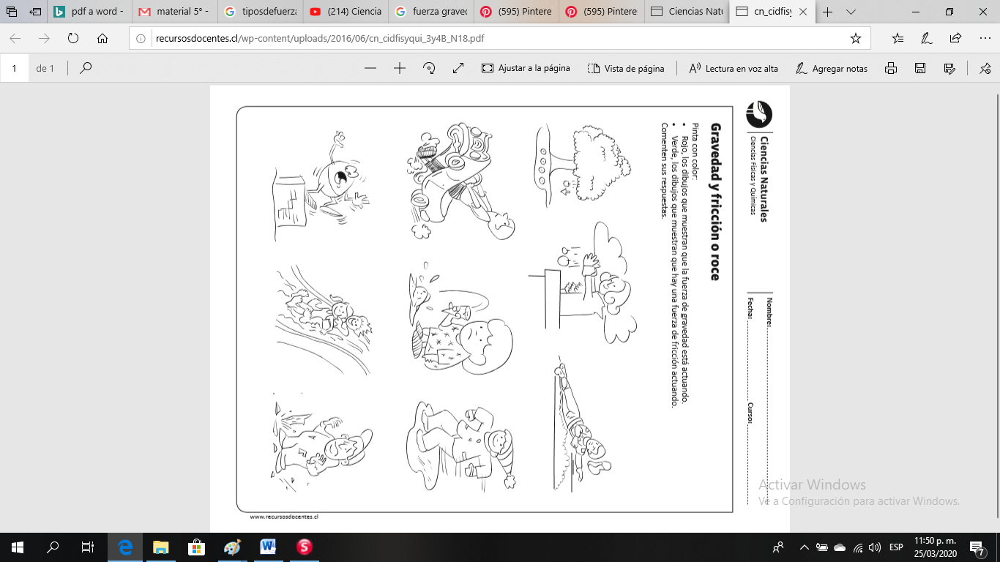 pdf a word -
material 5° -
tiposdefuerza
(214) Ciencia
fuerza graved
(595) Pintere
(595) Pintere
Ciencias Natu
cn_cidfisy
recursosdocentes.cl/wp-content/uploads/2016/06/cn_cidfisyqui_3y4B_N18.pdf
1 de 1
Ajustar a la página
Vista de página
Lectura en voz alta
Agregar notas
Ciencias Naturales
Ciencias Físicas y Químicas
Nombre:
Fecha: Curso:
Gravedad y fricción o roce
Pinta con color:
• Rojo, los dibujos que muestran que la fuerza de gravedad está actuando.
• Verde, los dibujos que muestran que hay una fuerza de fricción actuando.
Comenten sus respuestas.
www.recursosdocentes.cl
Activar Windows
Ve a Configuración para activar Windows.
ESP
11:50 p. m.
25/03/2020
7